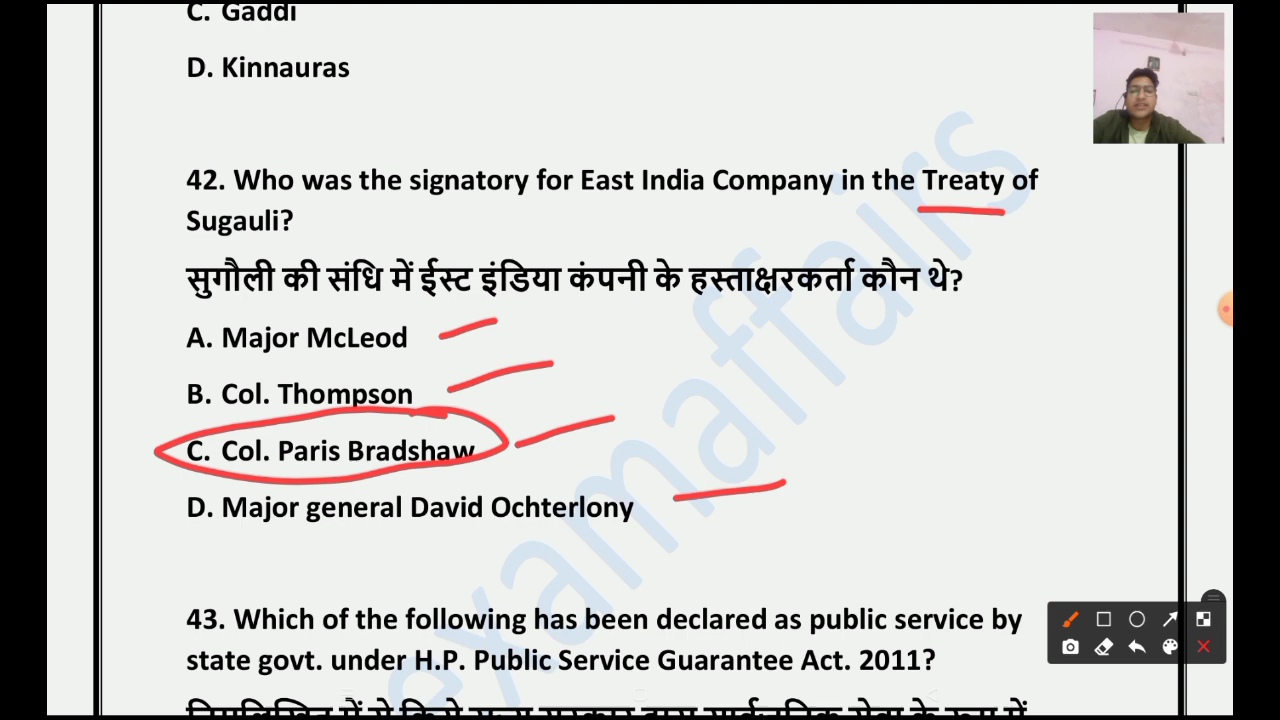 C. Gaddi
D. Kinnauras
42. Who was the signatory for East India Company in the Treaty of
Sugauli?
सुगौली की संधि में ईस्ट इंडिया कंपनी के हस्ताक्षरकर्ता कौन थे?
A. Major McLeod
B. Col. Thompson
C. Col. Paris Bradshaw
D. Major general David Ochterlony
43. Which of the following has been declared as public service by
state govt. under H.P. Public Service Guarantee Act. 2011?
examaffairs